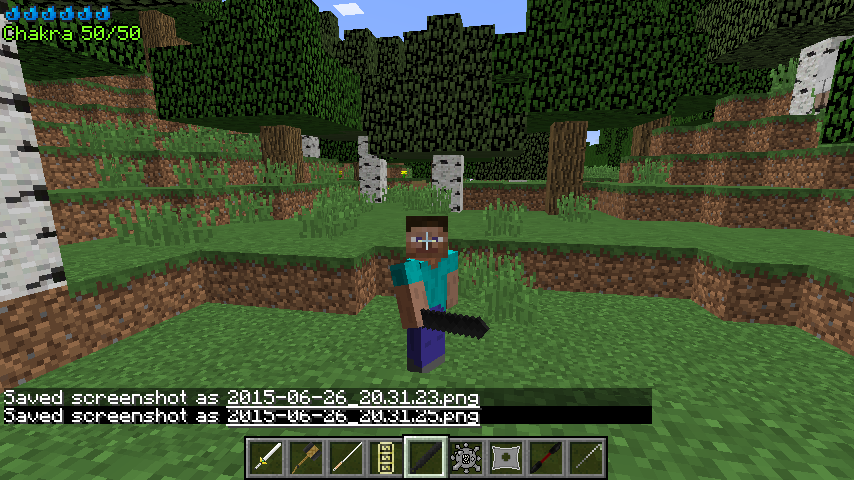 Chakra 50/50
Saved screenshot as 2015-06-26_20.31.23.png
Saved screenshot as 2015-06-26_20.31.25.png